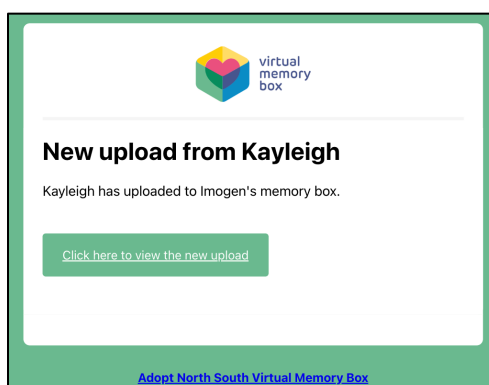 virtual
memory
box
New upload from Kayleigh
Kayleigh has uploaded to Imogen's memory box.
Click here to view the new upload
Adopt North South Virtual Memory Box